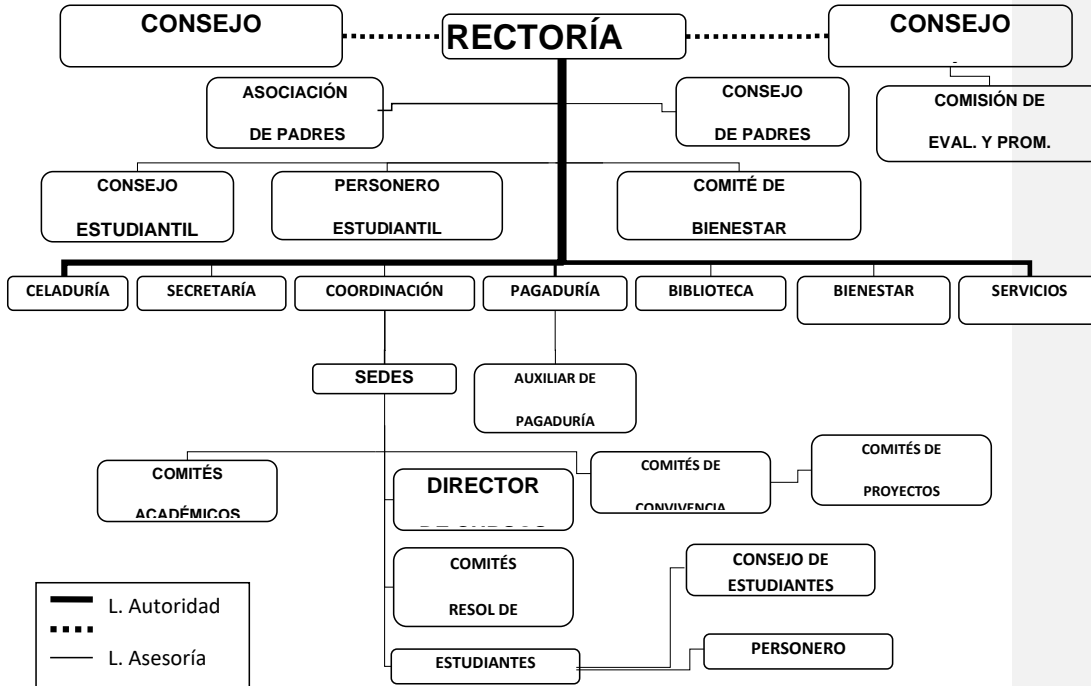 CONSEJO
RECTORÍA
CONSEJO
ASOCIACIÓN
DE PADRES
CONSEJO
DE PADRES
COMISIÓN DE
EVAL. Y PROM.
CONSEJO
ESTUDIANTIL
PERSONERO
ESTUDIANTIL
COMITÉ DE
BIENESTAR
CELADURÍA
SECRETARÍA
COORDINACIÓN
PAGADURÍA
BIBLIOTECA
BIENESTAR
SERVICIOS
SEDES
AUXILIAR DE
PAGADURÍA
COMITÉS
ACADÉMICOS
DIRECTOR
COMITÉS DE
CONVIVENCIA
COMITÉS DE
PROYECTOS
COMITÉS
RESOL DE
CONSEJO DE
ESTUDIANTES
ESTUDIANTES
PERSONERO
L. Autoridad
L. Asesoría